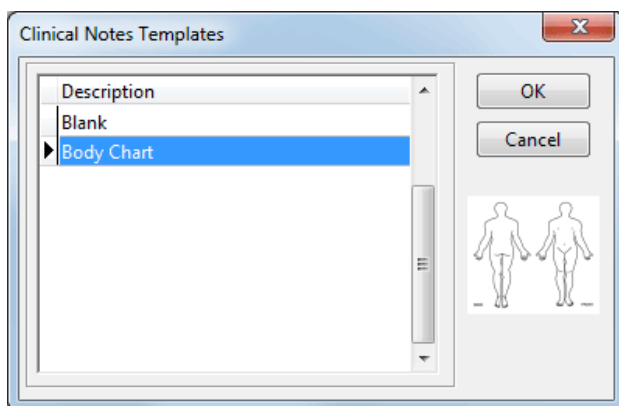 Clinical Notes Templates
Description
Blank
Body Chart
OK
Cancel